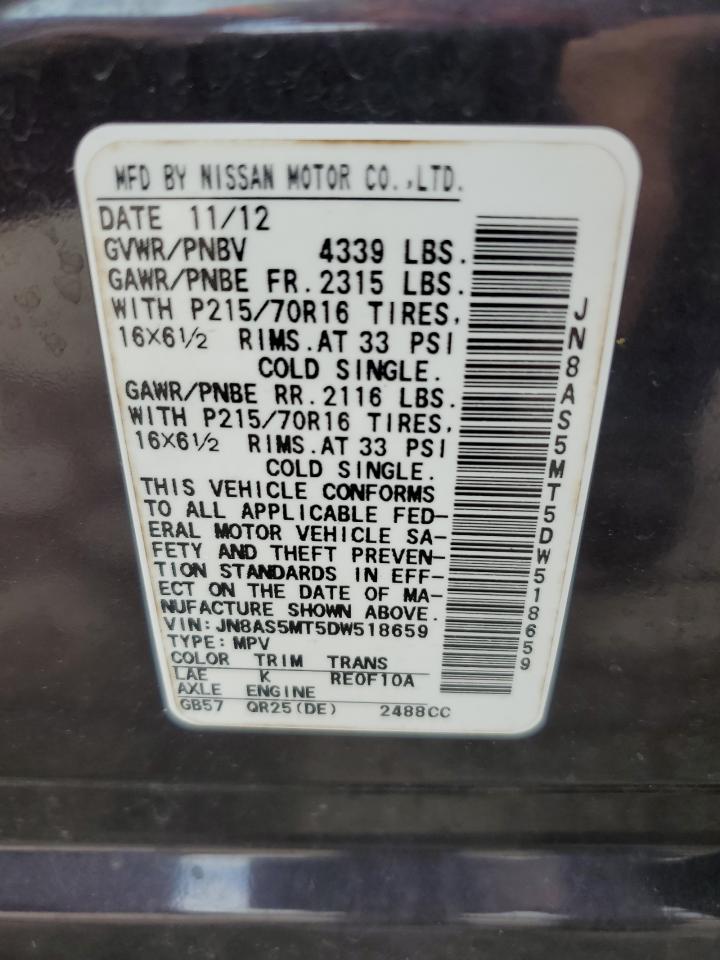 MFD BY NISSAN MOTOR CO.,LTD.
DATE 11/12
GVWR/PNBV 4339 LBS.
GAWR/PNBE FR. 2315 LBS.
WITH P215/70R16 TIRES,
16X6½ RIMS. AT 33 PSI
COLD SINGLE.
GAWR/PNBE RR. 2116 LBS.
WITH P215/70R16 TIRES,
16X6½ RIMS. AT 33 PSI
COLD SINGLE.
THIS VEHICLE CONFORMS
TO ALL APPLICABLE FED-
ERAL MOTOR VEHICLE SA-
FETY AND THEFT PREVEN-
TION STANDARDS IN EFF-
ECT ON THE DATE OF MA-
NUFACTURE SHOWN ABOVE.
VIN: JN8AS5MT5DW518659
TYPE: MPV
COLOR TRIM TRANS
LAE K RE0F10A
AXLE ENGINE
GB57 QR25(DE) 2488CC
JN8AS5MT5DW518659